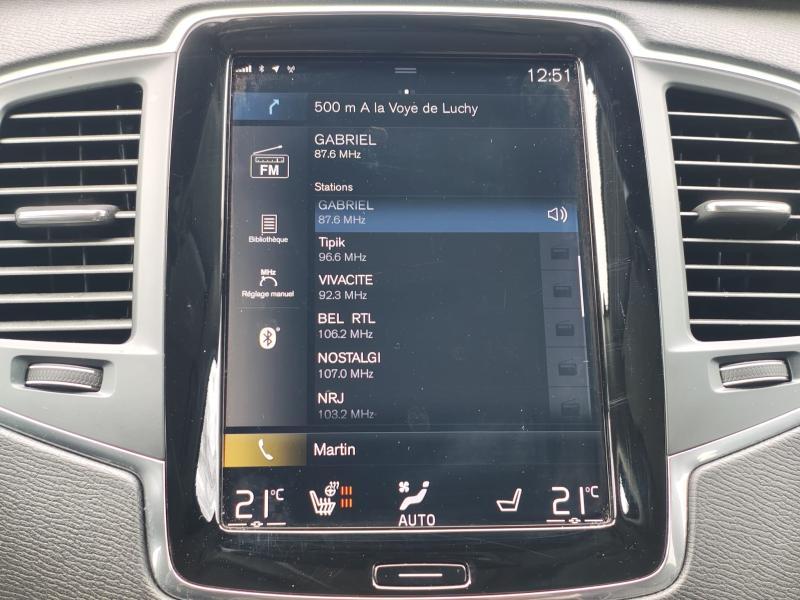 12:51
500 m A la Voye de Luchy
GABRIEL
87.6 MHz
FM
Stations
GABRIEL
87.6 MHz
Bibliothèque
Tipik
96.6 MHz
MHz
Réglage manuel
VIVACITE
92.3 MHz
BEL RTL
106.2 MHz
NOSTALGI
107.0 MHz
NRJ
103.2 MHz
Martin
21°C
AUTO
21°C